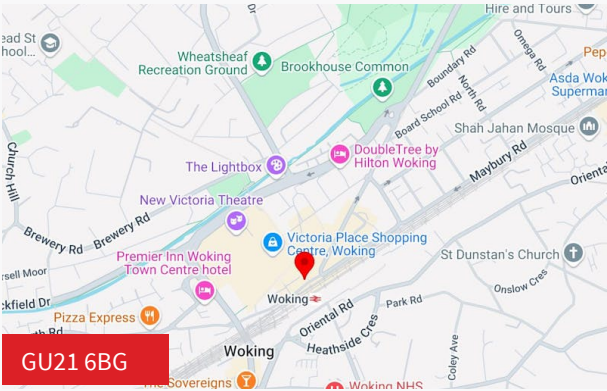 Hire and Tours
ead St
hool...
Wheatsheaf
Recreation Ground
Brookhouse Common
Boundary Rd
Omega Rd
North Rd
Pep
Asda Wok
Supermar
Board School Rd
Dr
Shah Jahan Mosque
DoubleTree by
Hilton Woking
Maybury Rd
The Lightbox
Church Hill
Orienta
New Victoria Theatre
Brewery Rd
Brewery Rd
Victoria Place Shopping
Centre, Woking
Premier Inn Woking
Town Centre hotel
St Dunstan's Church
rsell Moor
Onslow Cres
ckfield Dr
Woking
Park Rd
Oriental Rd
Pizza Express
th Rd
Heathside Cres
Coley Ave
Woking
GU21 6BG
Sovereigns
Woking NHS